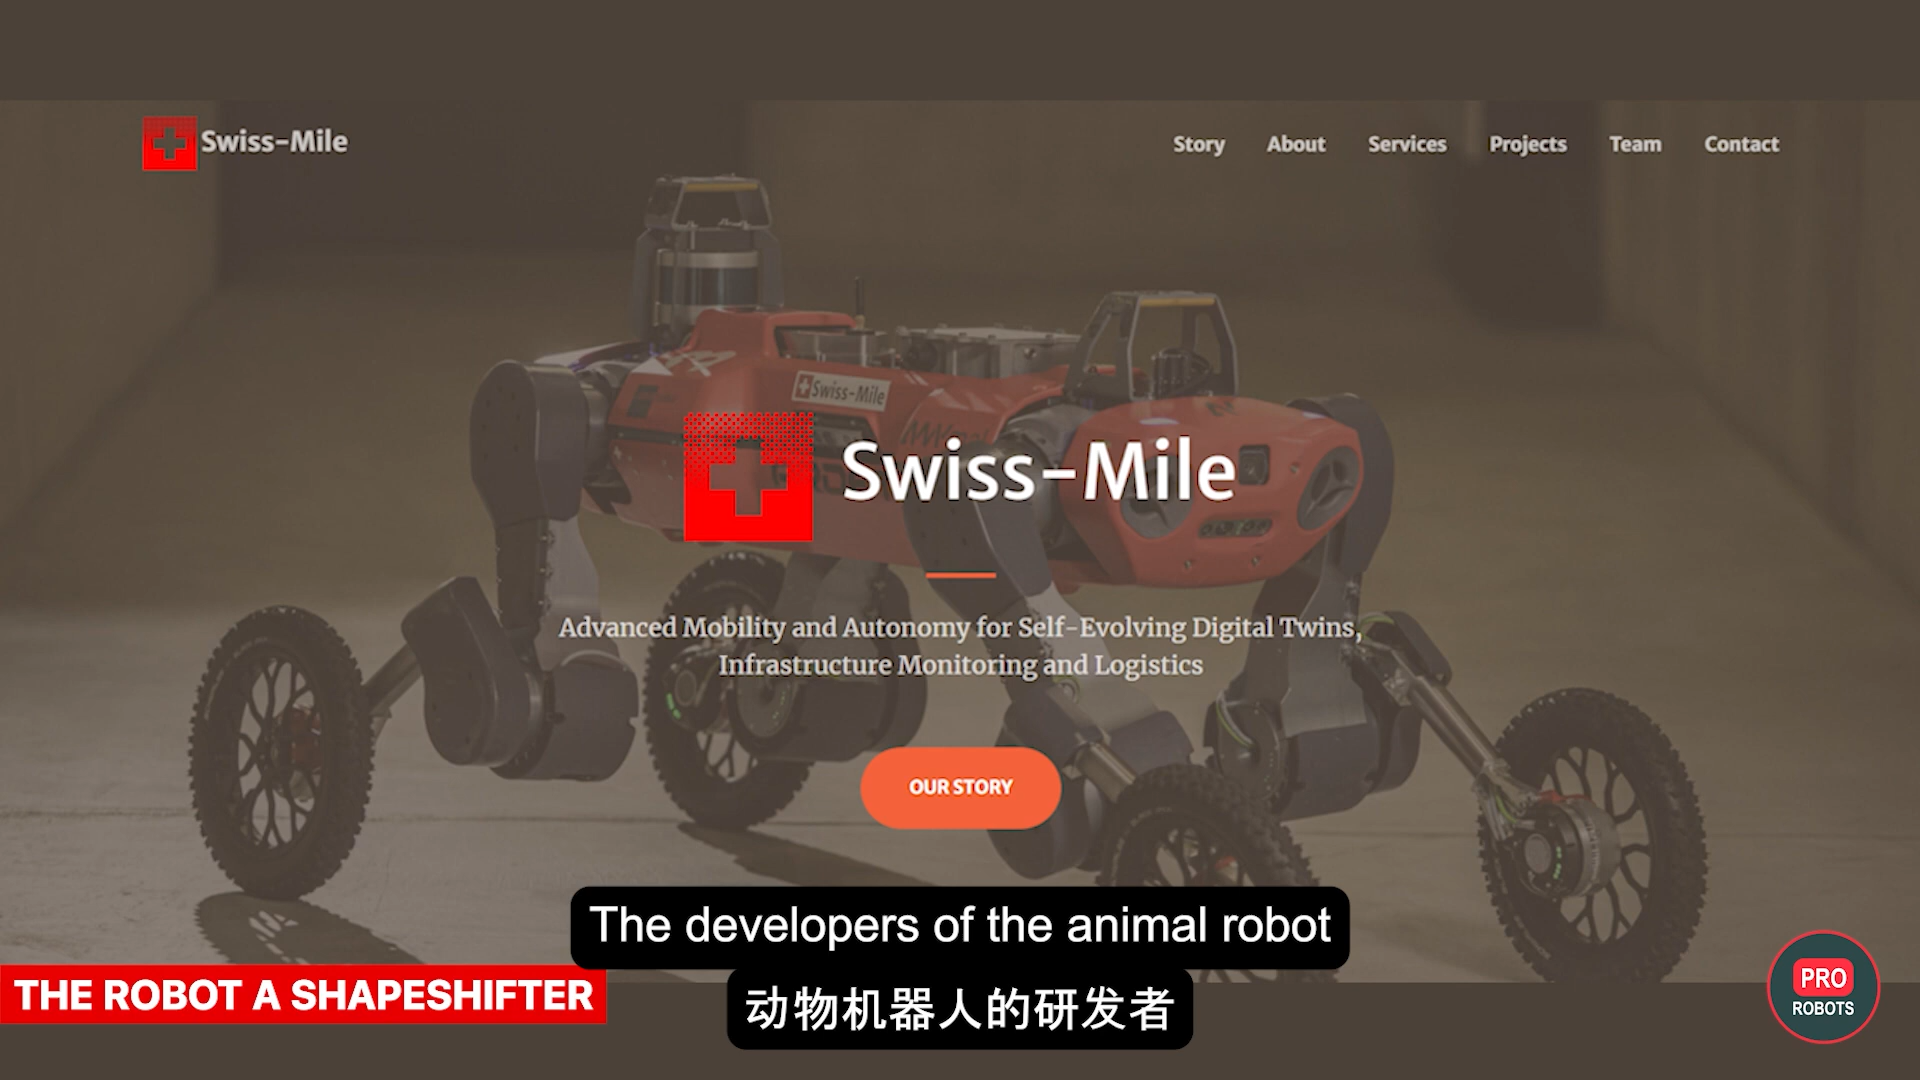 Swiss-Mile
Story About Services Projects Team Contact
Swiss-Mile
Swiss-Mile
Advanced Mobility and Autonomy for Self-Evolving Digital Twins,
Infrastructure Monitoring and Logistics
OUR STORY
The developers of the animal robot
动物机器人的研发者
THE ROBOT A SHAPESHIFTER
PRO
ROBOTS